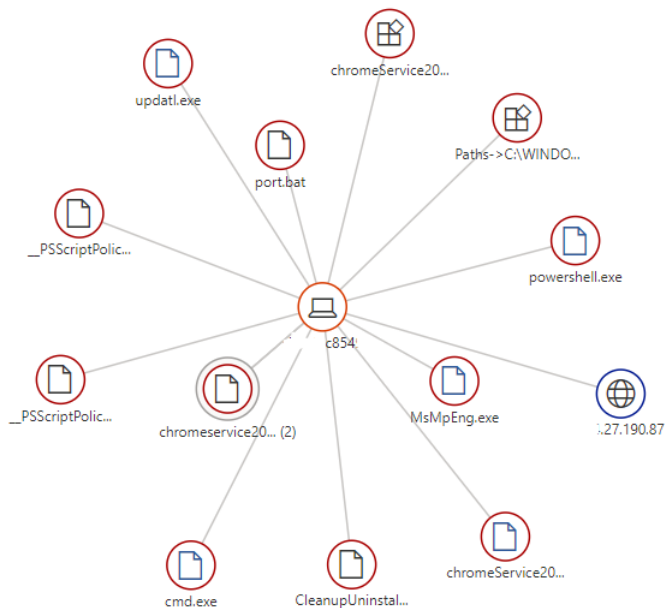 chromeService20...
updatl.exe
port.bat
Paths->C:\WINDO...
__PSScriptPolic...
powershell.exe
c854
__PSScriptPolic...
chromeservice20... (2)
MsMpEng.exe
.27.190.87
chromeService20...
cmd.exe
CleanupUninstal...